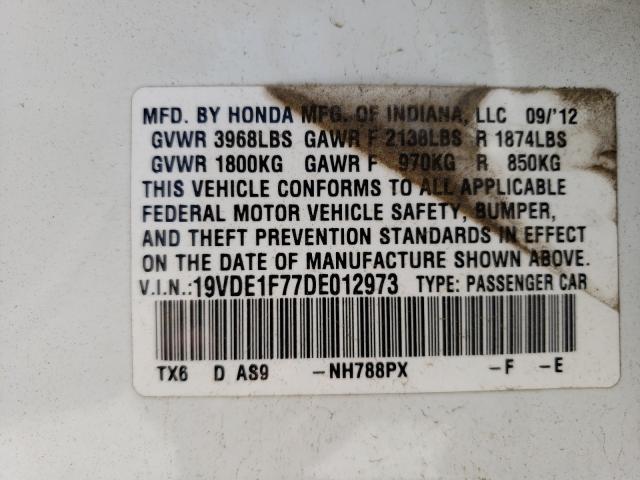 MFD. BY HONDA MFG. OF INDIANA, LLC 09/'12
GVWR 3968LBS GAWR F 2138LBS R 1874LBS
GVWR 1800KG GAWR F 970KG R 850KG
THIS VEHICLE CONFORMS TO ALL APPLICABLE
FEDERAL MOTOR VEHICLE SAFETY, BUMPER,
AND THEFT PREVENTION STANDARDS IN EFFECT
ON THE DATE OF MANUFACTURE SHOWN ABOVE.
V.I.N.:19VDE1F77DE012973 TYPE: PASSENGER CAR
TX6 D AS9 -NH788PX -F -E